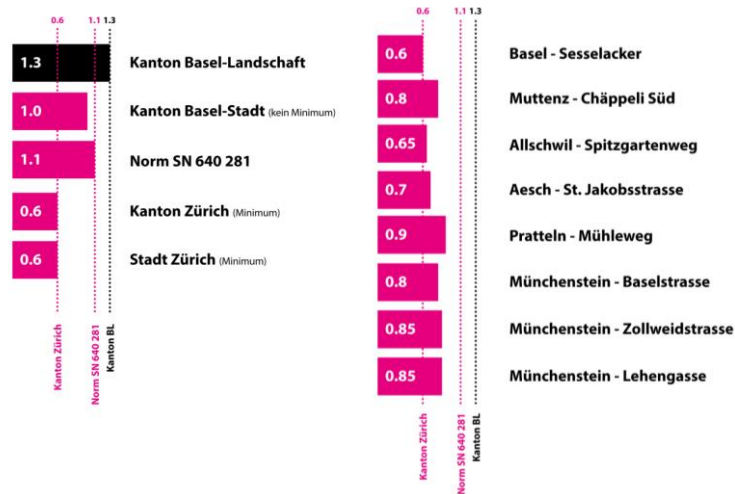 0.6 1.1 1.3
1.3 Kanton Basel-Landschaft
1.0 Kanton Basel-Stadt (kein Minimum)
1.1 Norm SN 640 281
0.6 Kanton Zürich (Minimum)
0.6 Stadt Zürich (Minimum)
Kanton Zürich
Norm SN 640 281
Kanton BL
0.6 1.1 1.3
0.6 Basel - Sesselacker
0.8 Muttenz - Chäppeli Süd
0.65 Allschwil - Spitzgartenweg
0.7 Aesch - St. Jakobsstrasse
0.9 Pratteln - Mühleweg
0.8 Münchenstein - Baselstrasse
0.85 Münchenstein - Zollweidstrasse
0.85 Münchenstein - Lehengasse
Kanton Zürich
Norm SN 640 281
Kanton BL